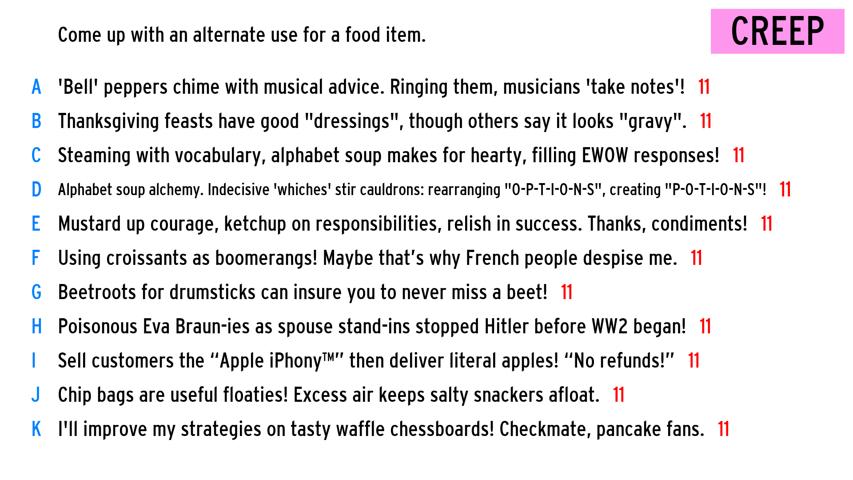 Come up with an alternate use for a food item.
CREEP
A 'Bell' peppers chime with musical advice. Ringing them, musicians 'take notes'! 11
B Thanksgiving feasts have good "dressings", though others say it looks "gravy". 11
C Steaming with vocabulary, alphabet soup makes for hearty, filling EWOW responses! 11
D Alphabet soup alchemy. Indecisive 'whiches' stir cauldrons: rearranging "O-P-T-I-O-N-S", creating "P-O-T-I-O-N-S"! 11
E Mustard up courage, ketchup on responsibilities, relish in success. Thanks, condiments! 11
F Using croissants as boomerangs! Maybe that’s why French people despise me. 11
G Beetroots for drumsticks can insure you to never miss a beet! 11
H Poisonous Eva Braun-ies as spouse stand-ins stopped Hitler before WW2 began! 11
I Sell customers the “Apple iPhony™” then deliver literal apples! “No refunds!” 11
J Chip bags are useful floaties! Excess air keeps salty snackers afloat. 11
K I'll improve my strategies on tasty waffle chessboards! Checkmate, pancake fans. 11